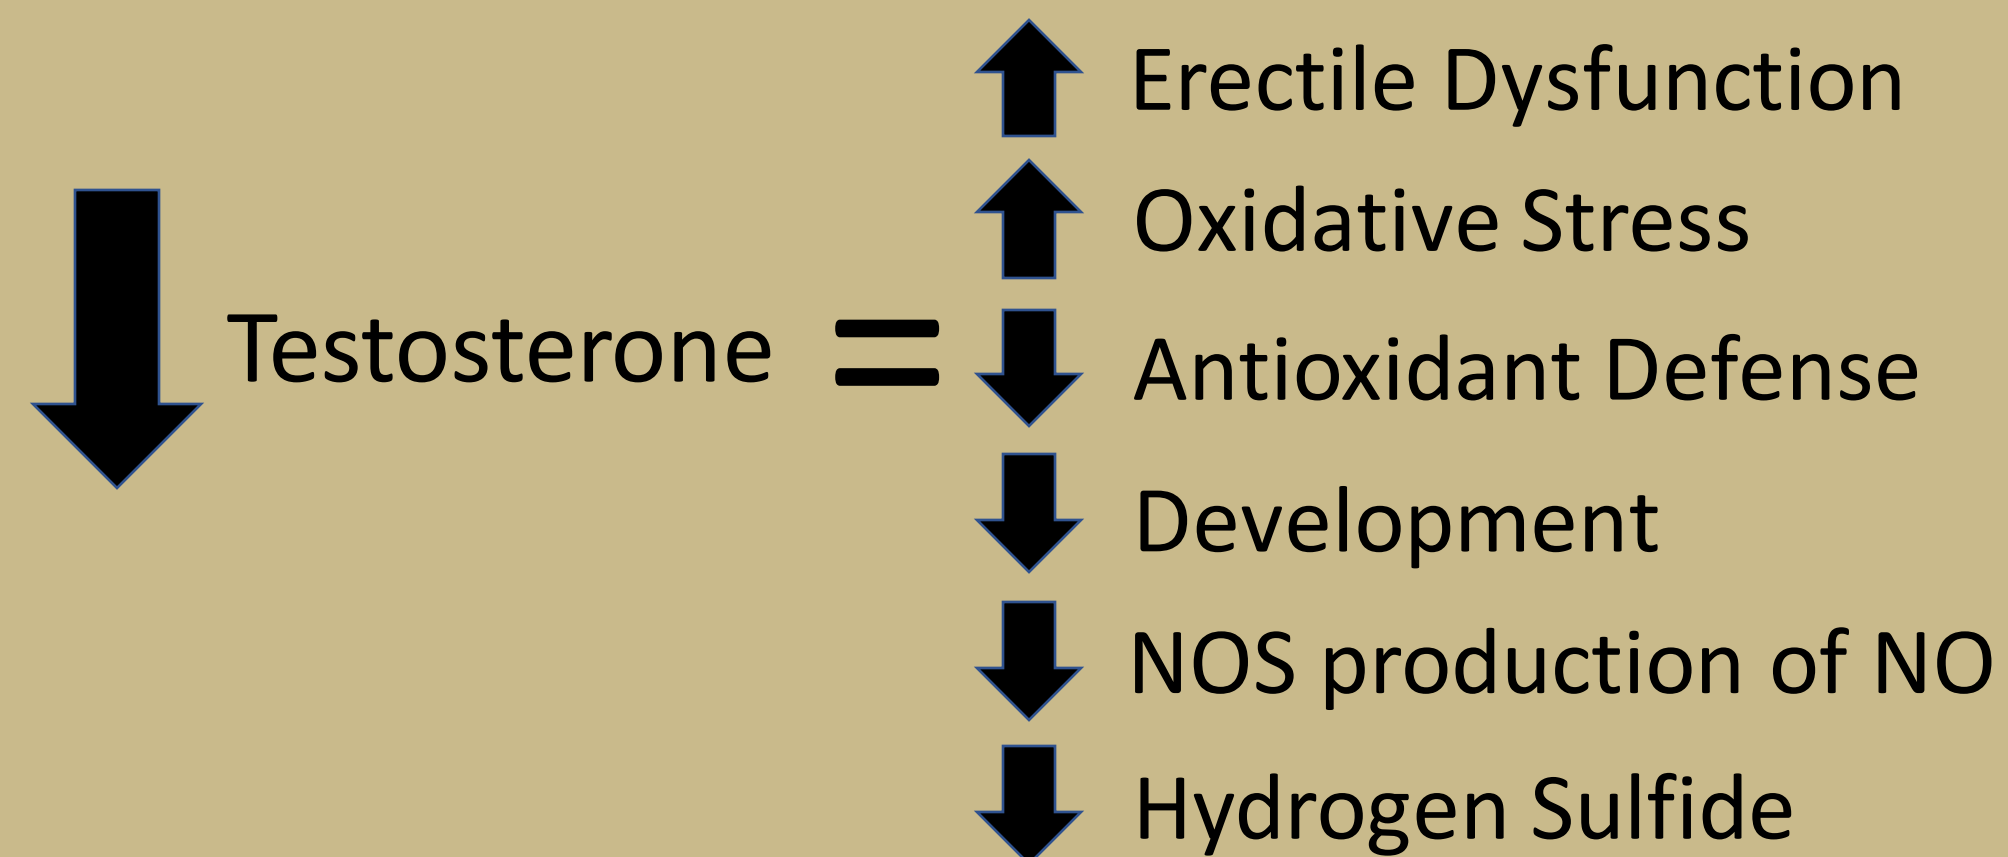 Erectile Dysfunction
Oxidative Stress
Testosterone =
Antioxidant Defense
Development
NOS production of NO
Hydrogen Sulfide